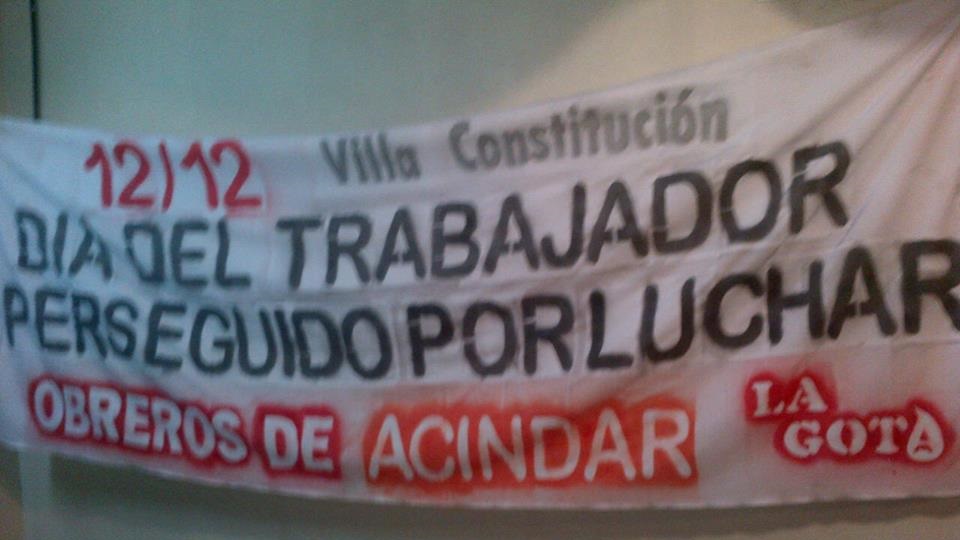 12/12 Villa Constitución
DIA DEL TRABAJADOR
PERSEGUIDO POR LUCHAR
OBREROS DE ACINDAR
LA
GOTA